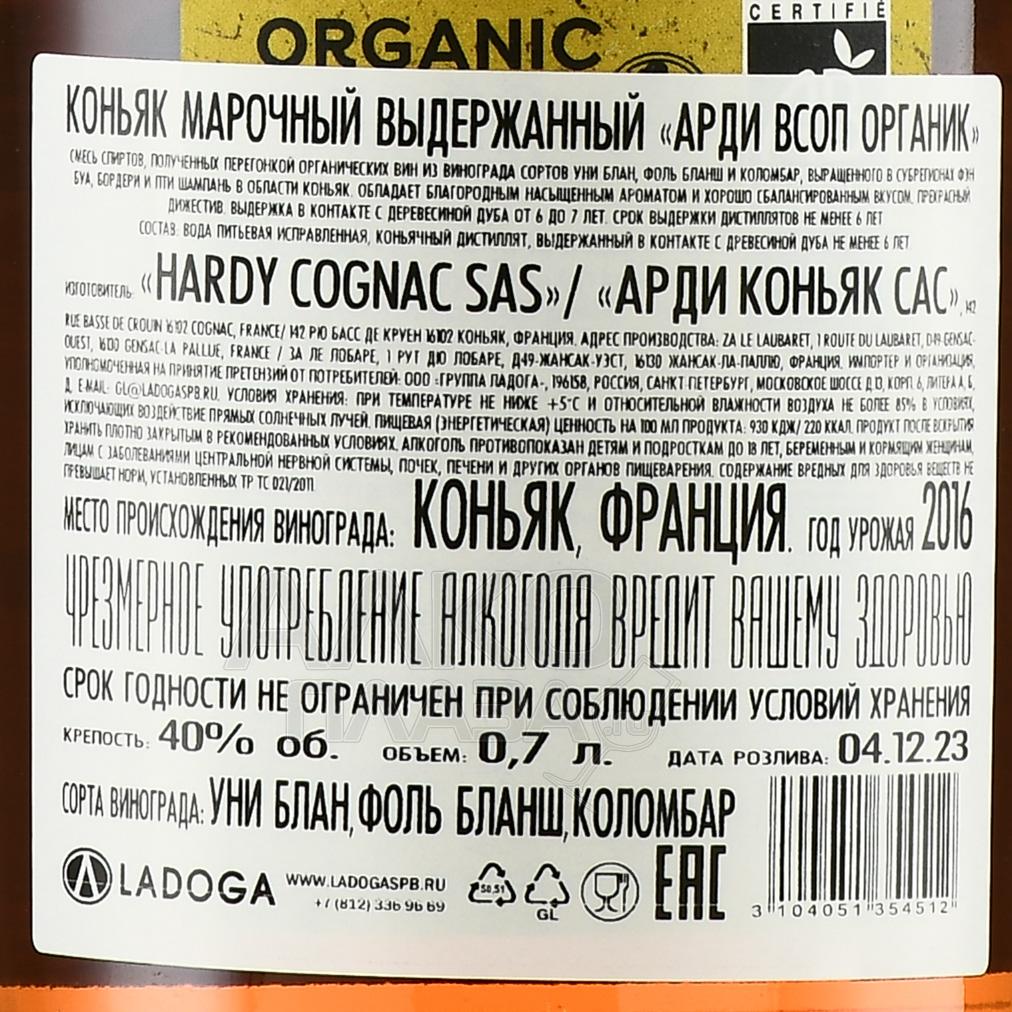 CERTIFIÉ
ORGANIC
КОНЬЯК МАРОЧНЫЙ ВЫДЕРЖАННЫЙ «АРДИ ВСОП ОРГАНИК»
СМЕСЬ СПИРТОВ, ПОЛУЧЕННЫХ ПЕРЕГОНКОЙ ОРГАНИЧЕСКИХ ВИН ИЗ ВИНОГРАДА СОРТОВ УНИ БЛАН, ФОЛЬ БЛАНШ И КОЛОМБАР, ВЫРАЩЕННОГО В СУБРЕГИОНАХ ФЭН
БУА, БОРДЕРИ И ПТИ ШАМПАНЬ В ОБЛАСТИ КОНЬЯК. ОБЛАДАЕТ БЛАГОРОДНЫМ НАСЫЩЕННЫМ АРОМАТОМ И ХОРОШО СБАЛАНСИРОВАННЫМ ВКУСОМ. ПРЕКРАСНЫЙ
ДИЖЕСТИВ. ВЫДЕРЖКА В КОНТАКТЕ С ДРЕВЕСИНОЙ ДУБА ОТ 6 ДО 7 ЛЕТ. СРОК ВЫДЕРЖКИ ДИСТИЛЛЯТОВ НЕ МЕНЕЕ 6 ЛЕТ
СОСТАВ: ВОДА ПИТЬЕВАЯ ИСПРАВЛЕННАЯ, КОНЬЯЧНЫЙ ДИСТИЛЛЯТ, ВЫДЕРЖАННЫЙ В КОНТАКТЕ С ДРЕВЕСИНОЙ ДУБА НЕ МЕНЕЕ 6 ЛЕТ
ИЗГОТОВИТЕЛЬ: «HARDY COGNAC SAS» / «АРДИ КОНЬЯК САС», 142
RUE BASSE DE CROUIN 16102 COGNAC, FRANCE/ 142 РЮ БАСС ДЕ КРУЕН 16102 КОНЬЯК, ФРАНЦИЯ. АДРЕС ПРОИЗВОДСТВА: ZA LE LAUBARET, 1 ROUTE DU LAUBARET, D49-GENSAC-
OUEST, 16130 GENSAC-LA PALLUE, FRANCE / ЗА ЛЕ ЛОБАРЕ, 1 РУТ ДЮ ЛОБАРЕ, Д49-ЖАНСАК-УЭСТ, 16130 ЖАНСАК-ЛА-ПАЛЛЮ, ФРАНЦИЯ. ИМПОРТЕР И ОРГАНИЗАЦИЯ,
УПОЛНОМОЧЕННАЯ НА ПРИНЯТИЕ ПРЕТЕНЗИЙ ОТ ПОТРЕБИТЕЛЕЙ: ООО «ГРУППА ЛАДОГА», 196158, РОССИЯ, САНКТ-ПЕТЕРБУРГ, МОСКОВСКОЕ ШОССЕ Д.13, КОРП. 6, ЛИТЕРА А, Б,
Д. E-MAIL: GL@LADOGASPB.RU. УСЛОВИЯ ХРАНЕНИЯ: ПРИ ТЕМПЕРАТУРЕ НЕ НИЖЕ +5°С И ОТНОСИТЕЛЬНОЙ ВЛАЖНОСТИ ВОЗДУХА НЕ БОЛЕЕ 85% В УСЛОВИЯХ,
ИСКЛЮЧАЮЩИХ ВОЗДЕЙСТВИЕ ПРЯМЫХ СОЛНЕЧНЫХ ЛУЧЕЙ. ПИЩЕВАЯ (ЭНЕРГЕТИЧЕСКАЯ) ЦЕННОСТЬ НА 100 МЛ ПРОДУКТА: 930 КДЖ/ 220 ККАЛ. ПРОДУКТ ПОСЛЕ ВСКРЫТИЯ
ХРАНИТЬ ПЛОТНО ЗАКРЫТЫМ В РЕКОМЕНДОВАННЫХ УСЛОВИЯХ. АЛКОГОЛЬ ПРОТИВОПОКАЗАН ДЕТЯМ И ПОДРОСТКАМ ДО 18 ЛЕТ, БЕРЕМЕННЫМ И КОРМЯЩИМ ЖЕНЩИНАМ,
ЛИЦАМ С ЗАБОЛЕВАНИЯМИ ЦЕНТРАЛЬНОЙ НЕРВНОЙ СИСТЕМЫ, ПОЧЕК, ПЕЧЕНИ И ДРУГИХ ОРГАНОВ ПИЩЕВАРЕНИЯ. СОДЕРЖАНИЕ ВРЕДНЫХ ДЛЯ ЗДОРОВЬЯ ВЕЩЕСТВ НЕ
ПРЕВЫШАЕТ НОРМ, УСТАНОВЛЕННЫХ ТР ТС 021/2011.
МЕСТО ПРОИСХОЖДЕНИЯ ВИНОГРАДА: КОНЬЯК, ФРАНЦИЯ. ГОД УРОЖАЯ 2016
ЧРЕЗМЕРНОЕ УПОТРЕБЛЕНИЕ АЛКОГОЛЯ ВРЕДИТ ВАШЕМУ ЗДОРОВЬЮ
СРОК ГОДНОСТИ НЕ ОГРАНИЧЕН ПРИ СОБЛЮДЕНИИ УСЛОВИЙ ХРАНЕНИЯ
КРЕПОСТЬ: 40% об. ОБЪЕМ: 0,7 л. ДАТА РОЗЛИВА: 04.12.23
СОРТА ВИНОГРАДА: УНИ БЛАН, ФОЛЬ БЛАНШ, КОЛОМБАР
LADOGA WWW.LADOGASPB.RU
+7 (812) 336 96 69
50,51
GL
EAC
3 104051 354512